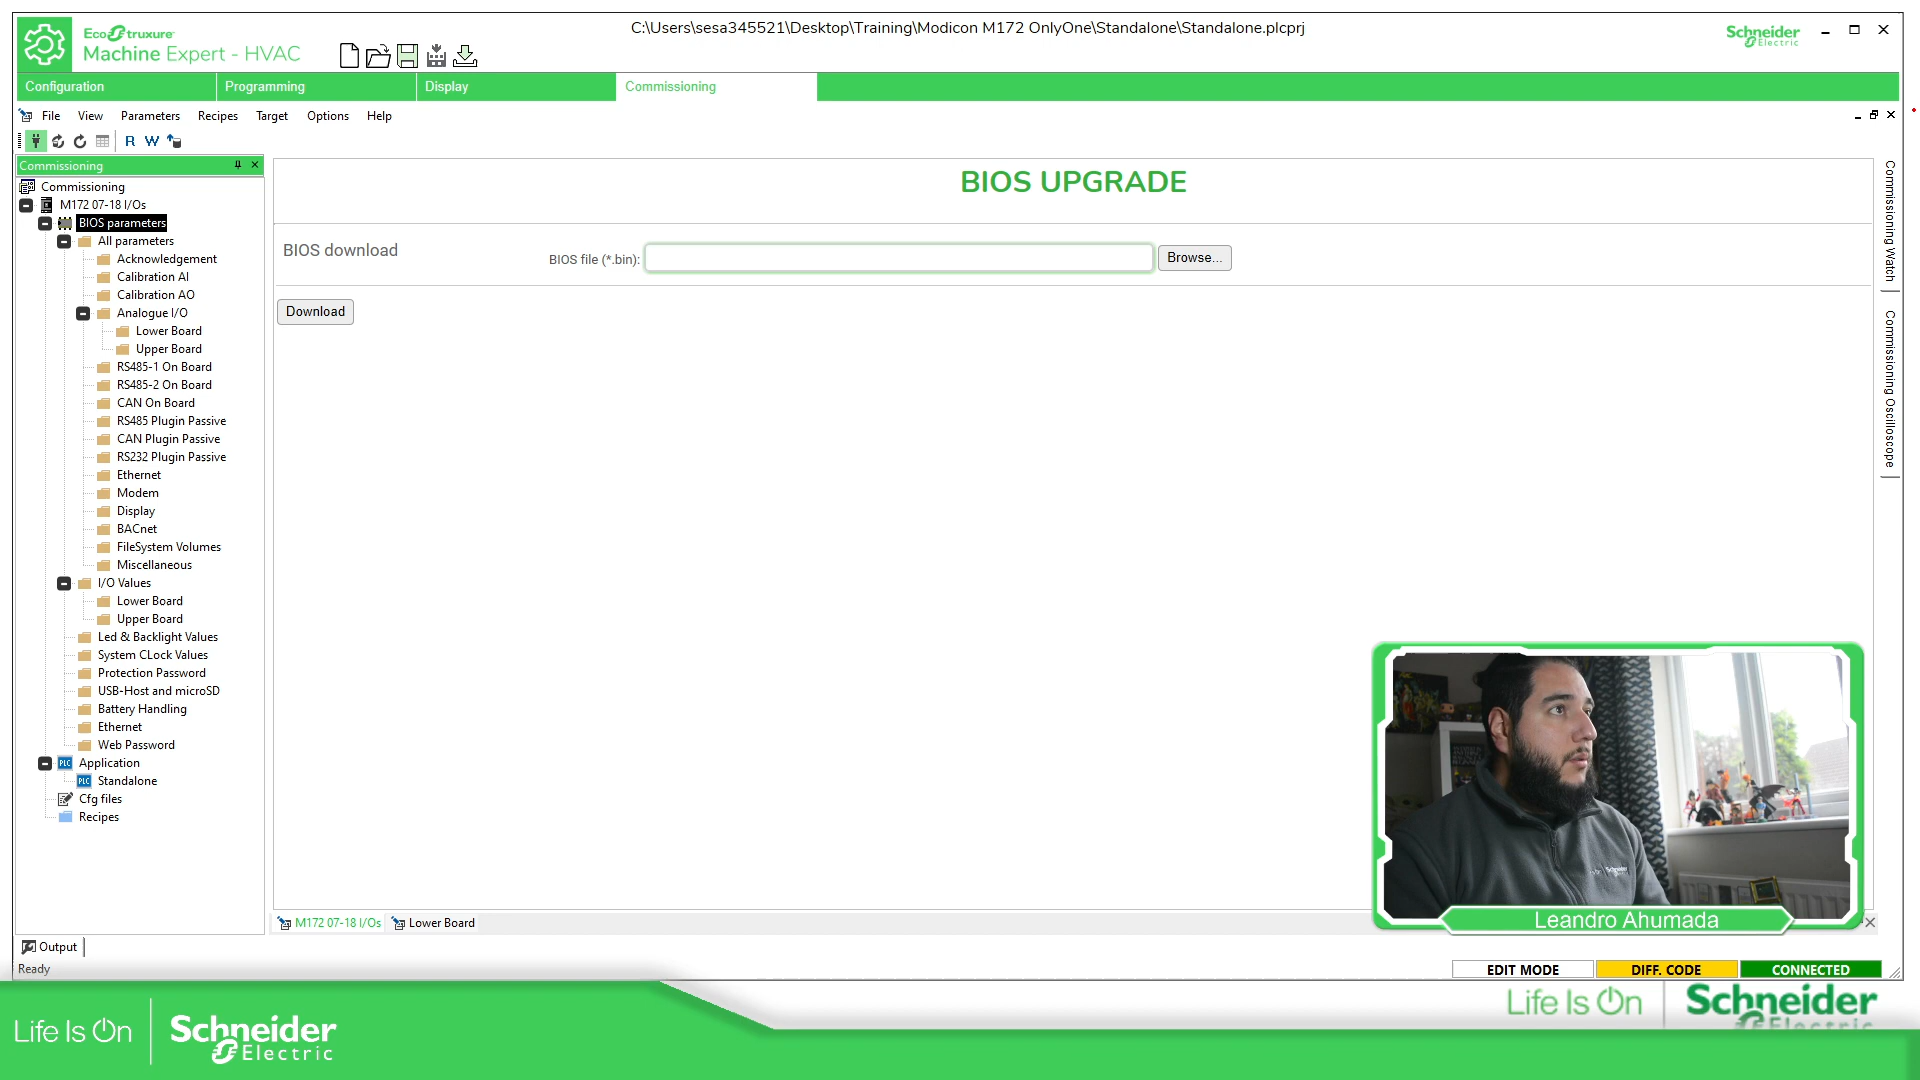 C:\Users\sesa345521\Desktop\Training\Modicon M172 OnlyOne\Standalone\Standalone.plcprj
EcoStruxure
Machine Expert - HVAC
Schneider Electric
Configuration
Programming
Display
Commissioning
File View Parameters Recipes Target Options Help
R W
Commissioning
Commissioning
M172 07-18 I/Os
BIOS parameters
All parameters
Acknowledgement
Calibration AI
Calibration AO
Analogue I/O
Lower Board
Upper Board
RS485-1 On Board
RS485-2 On Board
CAN On Board
RS485 Plugin Passive
CAN Plugin Passive
RS232 Plugin Passive
Ethernet
Modem
Display
BACnet
FileSystem Volumes
Miscellaneous
I/O Values
Lower Board
Upper Board
Led & Backlight Values
System CLock Values
Protection Password
USB-Host and microSD
Battery Handling
Ethernet
Web Password
PLC Application
PLC Standalone
Cfg files
Recipes
BIOS UPGRADE
BIOS download
BIOS file (*.bin):
Browse...
Download
Commissioning Watch
Commissioning Oscilloscope
M172 07-18 I/Os
Lower Board
Schneider
Leandro Ahumada
Output
Ready
EDIT MODE
DIFF. CODE
CONNECTED
Life Is On
Schneider Electric
Life Is On
Schneider Electric